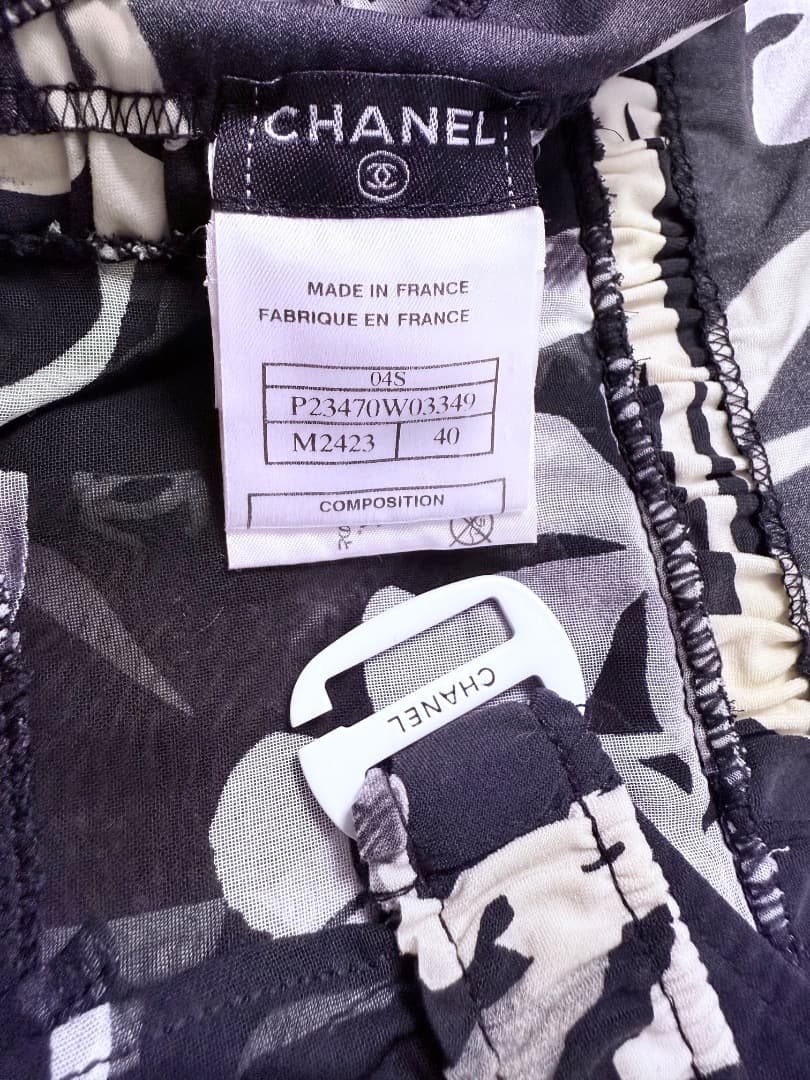 CHANEL
MADE IN FRANCE
FABRIQUE EN FRANCE
04S
P23470W03349
M2423 40
COMPOSITION
CHANEL